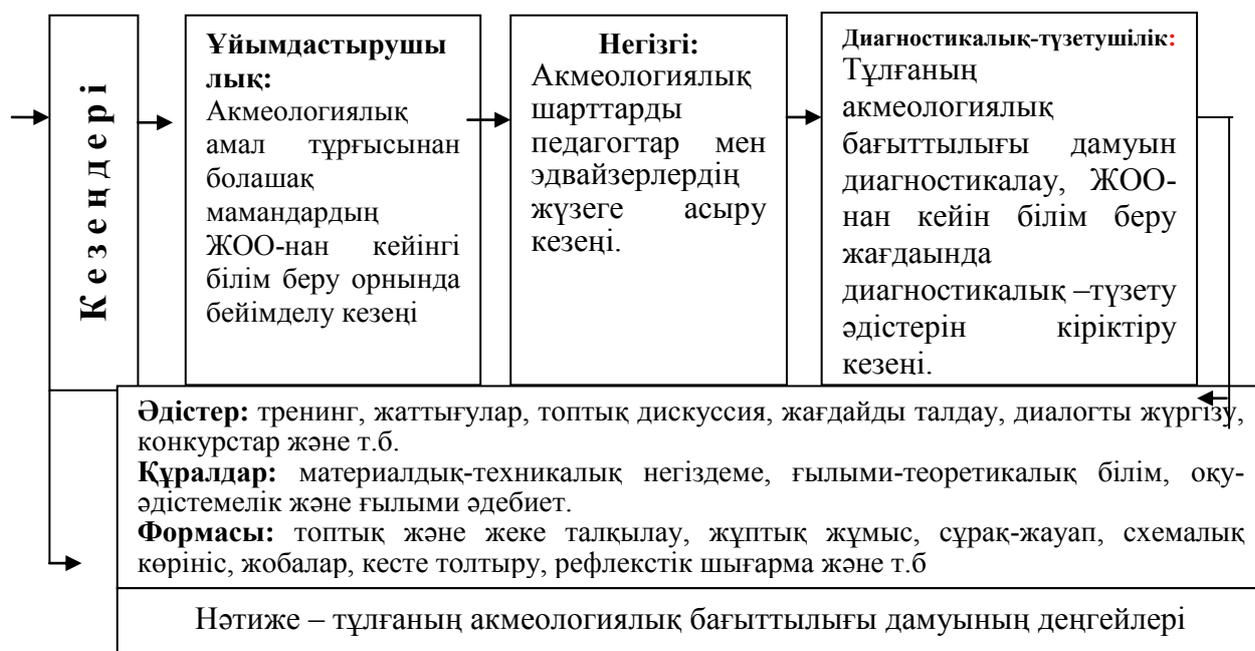 Кезеңдері
Ұйымдастырушы
лық:
Акмеологиялық
амал тұрғысынан
болашақ
мамандардың
ЖОО-нан кейінгі
білім беру орнында
бейімделу кезеңі
Негізгі:
Акмеологиялық
шарттарды
педагогтар мен
эдвайзерлердің
жүзеге асыру
кезеңі.
Диагностикалық-түзетушілік:
Тұлғаның
акмеологиялық
бағыттылығы дамуын
диагностикалау, ЖОО-
нан кейін білім беру
жағдаында
диагностикалық –түзету
әдістерін кіріктіру
кезеңі.
Әдістер: тренинг, жаттығулар, топтық дискуссия, жағдайды талдау, диалогты жүргізу,
конкурстар және т.б.
Құралдар: материалдық-техникалық негіздеме, ғылыми-теоретикалық білім, оқу-
әдістемелік және ғылыми әдебиет.
Формасы: топтық және жеке талқылау, жұптық жұмыс, сұрақ-жауап, схемалық
көрініс, жобалар, кесте толтыру, рефлекстік шығарма және т.б
Нәтиже – тұлғаның акмеологиялық бағыттылығы дамуының деңгейлері